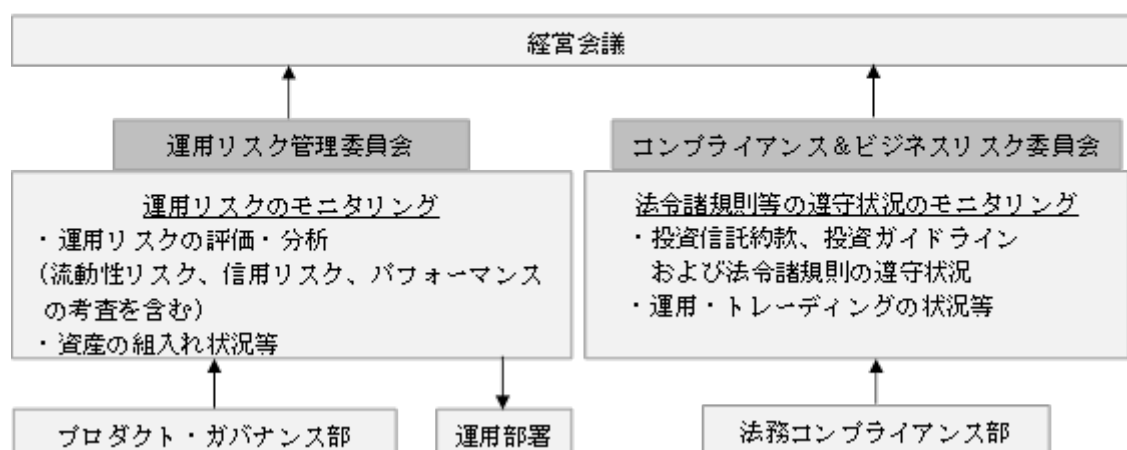 経営会議
運用リスク管理委員会
運用リスクのモニタリング
・運用リスクの評価・分析
(流動性リスク、信用リスク、パフォーマンス
の考査を含む)
・資産の組入れ状況等
プロダクト・ガバナンス部
運用部署
コンプライアンス&ビジネスリスク委員会
法令諸規則等の遵守状況のモニタリング
・投資信託約款、投資ガイドライン
および法令諸規則の遵守状況
・運用・トレーディングの状況等
法務コンプライアンス部